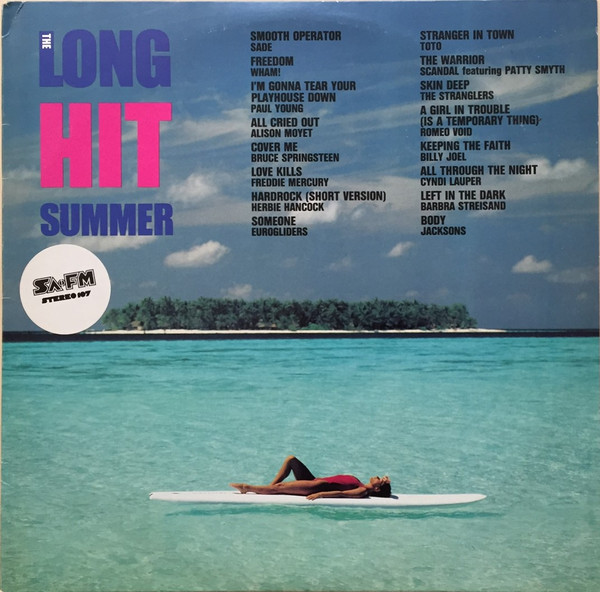 THE
LONG
HIT
SUMMER
SA•FM
STEREO 107
SMOOTH OPERATOR
SADE
FREEDOM
WHAM!
I'M GONNA TEAR YOUR
PLAYHOUSE DOWN
PAUL YOUNG
ALL CRIED OUT
ALISON MOYET
COVER ME
BRUCE SPRINGSTEEN
LOVE KILLS
FREDDIE MERCURY
HARDROCK (SHORT VERSION)
HERBIE HANCOCK
SOMEONE
EUROGLIDERS
STRANGER IN TOWN
TOTO
THE WARRIOR
SCANDAL featuring PATTY SMYTH
SKIN DEEP
THE STRANGLERS
A GIRL IN TROUBLE
(IS A TEMPORARY THING)
ROMEO VOID
KEEPING THE FAITH
BILLY JOEL
ALL THROUGH THE NIGHT
CYNDI LAUPER
LEFT IN THE DARK
BARBRA STREISAND
BODY
JACKSONS